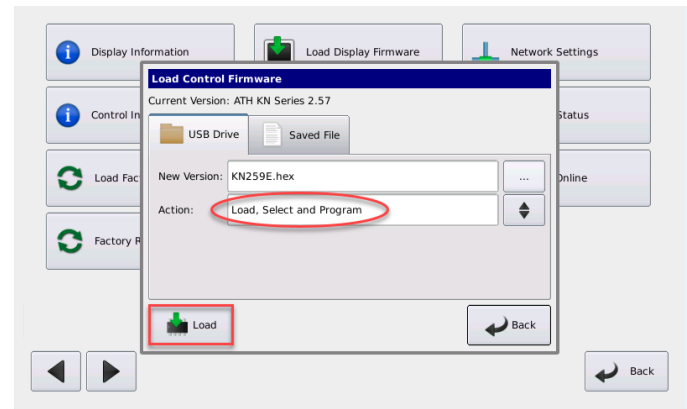 Display Information
Load Display Firmware
Network Settings
Load Control Firmware
Current Version: ATH KN Series 2.57
Control In
Status
USB Drive
Saved File
Load Fac
New Version:
KN259E.hex
...
Online
Action:
Load, Select and Program
Factory R
Load
Back
Back